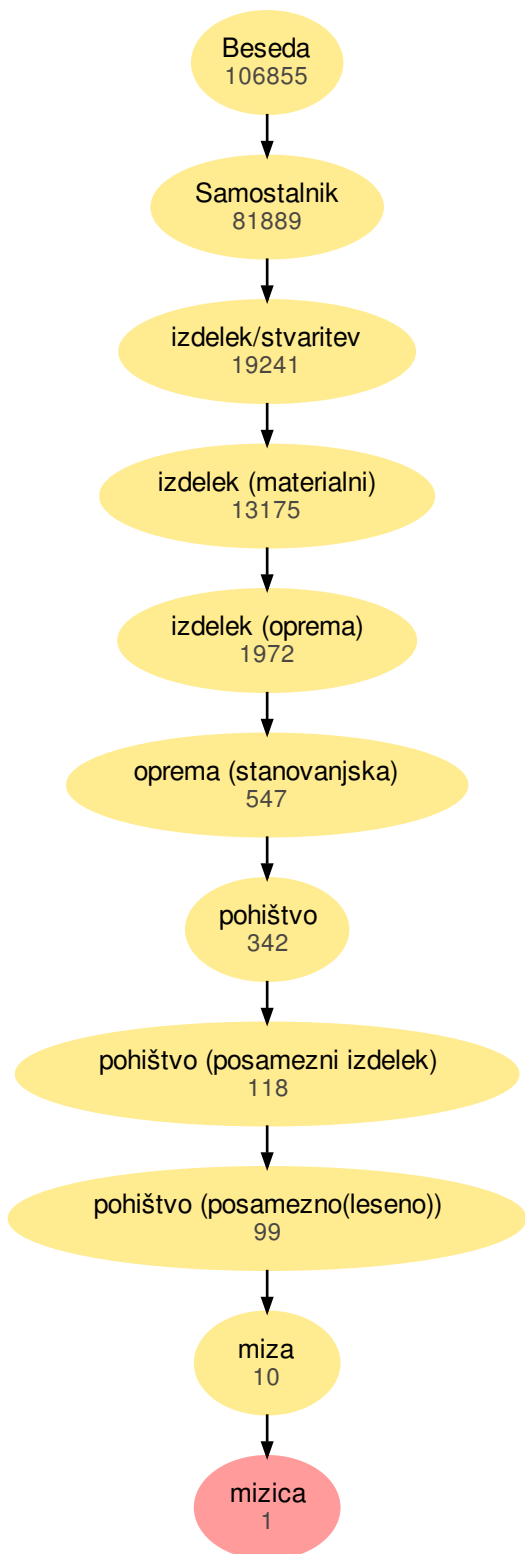 Beseda
106855
Samostalnik
81889
izdelek/stvaritev
19241
izdelek (materialni)
13175
izdelek (oprema)
1972
oprema (stanovanjska)
547
pohištvo
342
pohištvo (posamezni izdelek)
118
pohištvo (posamezno(leseno))
99
miza
10
mizica
1